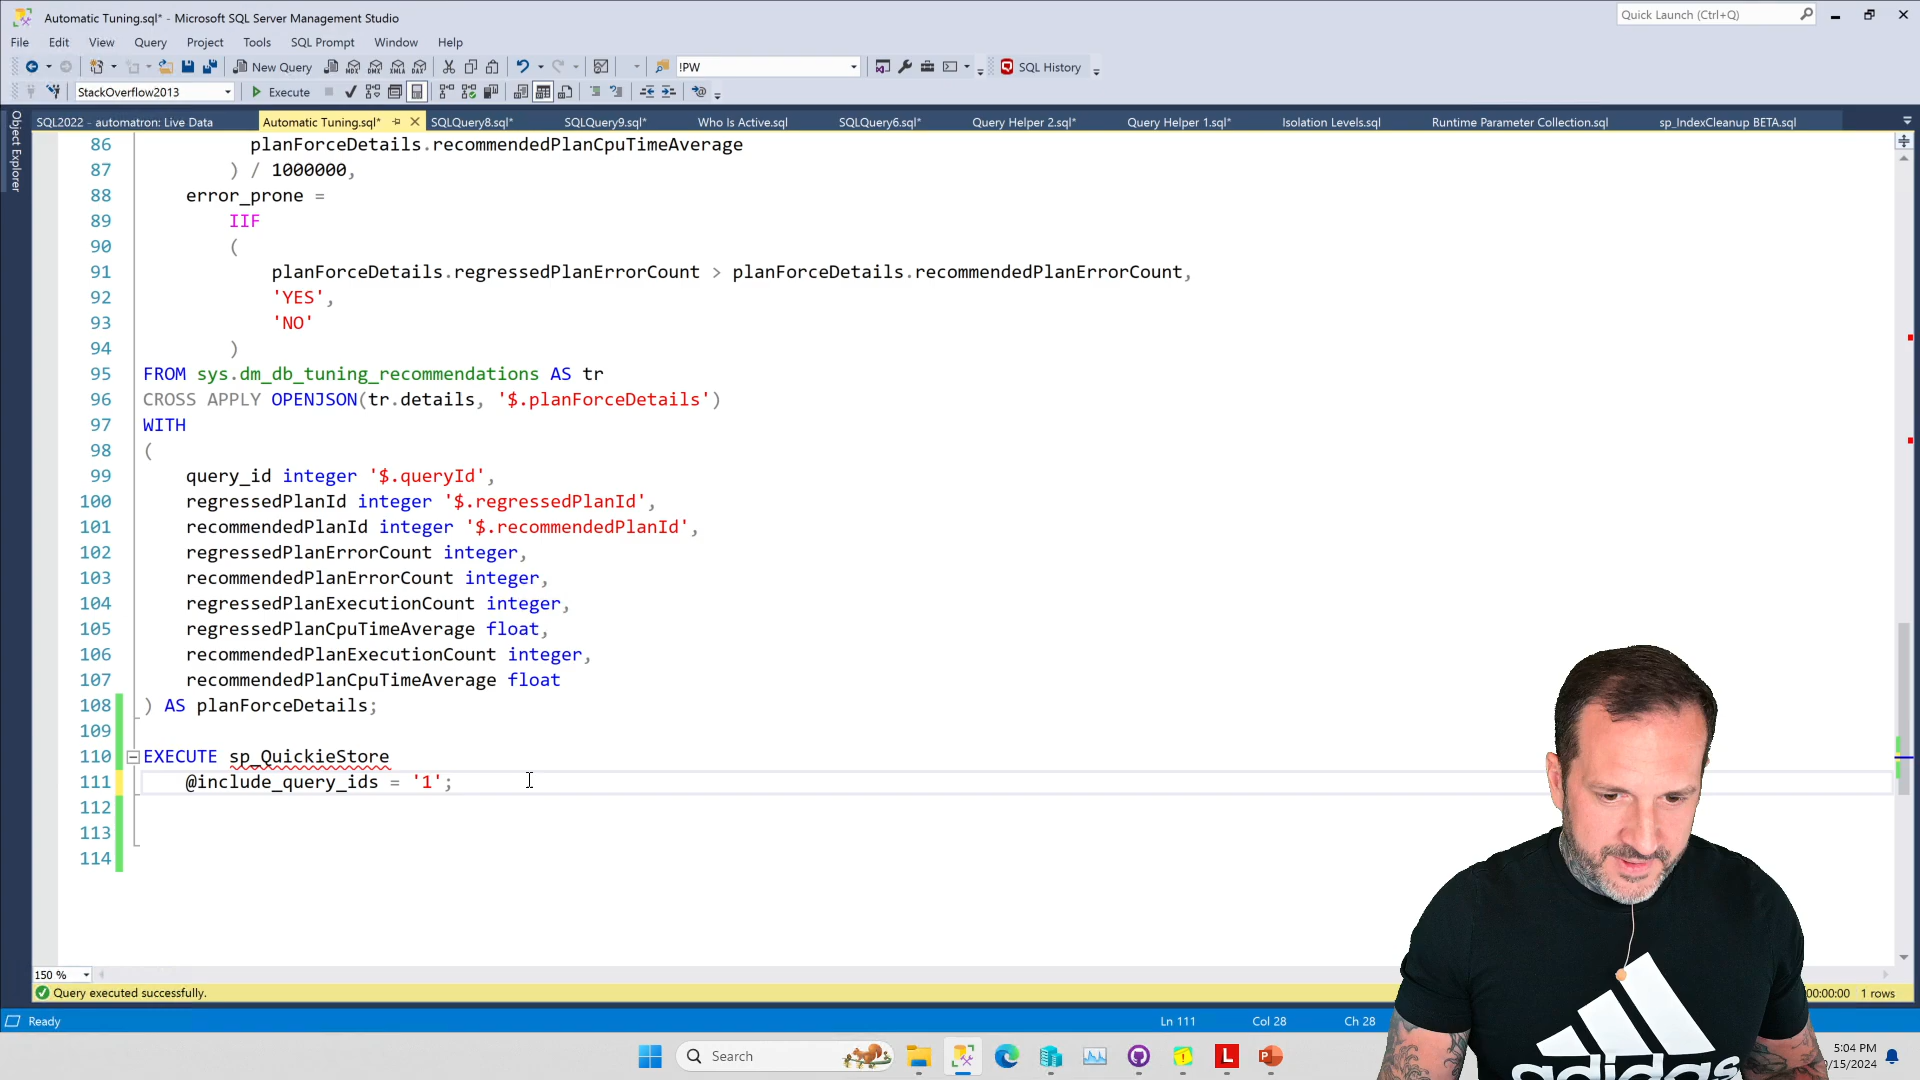 Automatic Tuning.sql* - Microsoft SQL Server Management Studio
Quick Launch (Ctrl+Q)
File Edit View Query Project Tools SQL Prompt Window Help
New Query MDX DMX XMLA DAX !PW SQL History
StackOverflow2013 Execute
Object Explorer
SQL2022 - automatron: Live Data Automatic Tuning.sql* SQLQuery8.sql* SQLQuery9.sql* Who Is Active.sql SQLQuery6.sql* Query Helper 2.sql* Query Helper 1.sql* Isolation Levels.sql Runtime Parameter Collection.sql sp_IndexCleanup BETA.sql
86 planForceDetails.recommendedPlanCpuTimeAverage
87 ) / 1000000,
88 error_prone =
89 IIF
90 (
91 planForceDetails.regressedPlanErrorCount > planForceDetails.recommendedPlanErrorCount,
92 'YES',
93 'NO'
94 )
95 FROM sys.dm_db_tuning_recommendations AS tr
96 CROSS APPLY OPENJSON(tr.details, '$.planForceDetails')
97 WITH
98 (
99 query_id integer '$.queryId',
100 regressedPlanId integer '$.regressedPlanId',
101 recommendedPlanId integer '$.recommendedPlanId',
102 regressedPlanErrorCount integer,
103 recommendedPlanErrorCount integer,
104 regressedPlanExecutionCount integer,
105 regressedPlanCpuTimeAverage float,
106 recommendedPlanExecutionCount integer,
107 recommendedPlanCpuTimeAverage float
108 ) AS planForceDetails;
109
110 EXECUTE sp_QuickieStore
111 @include_query_ids = '1';
112
113
114
150 %
Query executed successfully. 00:00:00 1 rows
Ready Ln 111 Col 28 Ch 28
Search
L
P
5:04 PM
/15/2024
adidas